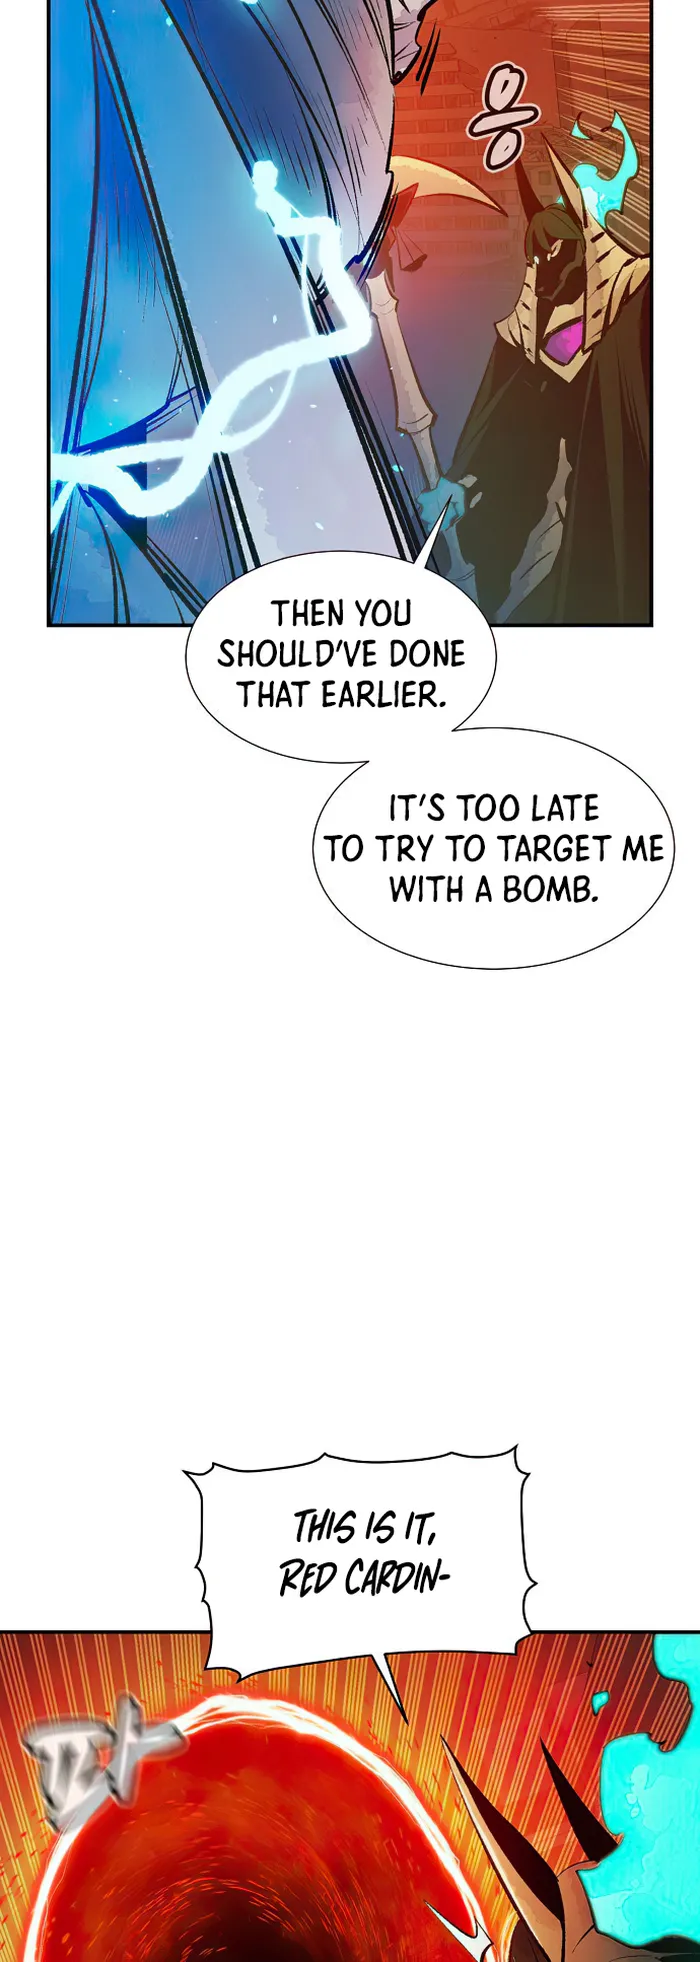 응
THEN YOU
SHOULD'VE DONE
THAT EARLIER.
IT'S TOO LATE
TO TRY TO TARGET ME
WITH A BOMB.
THIS IS IT,
RED CARDIN-